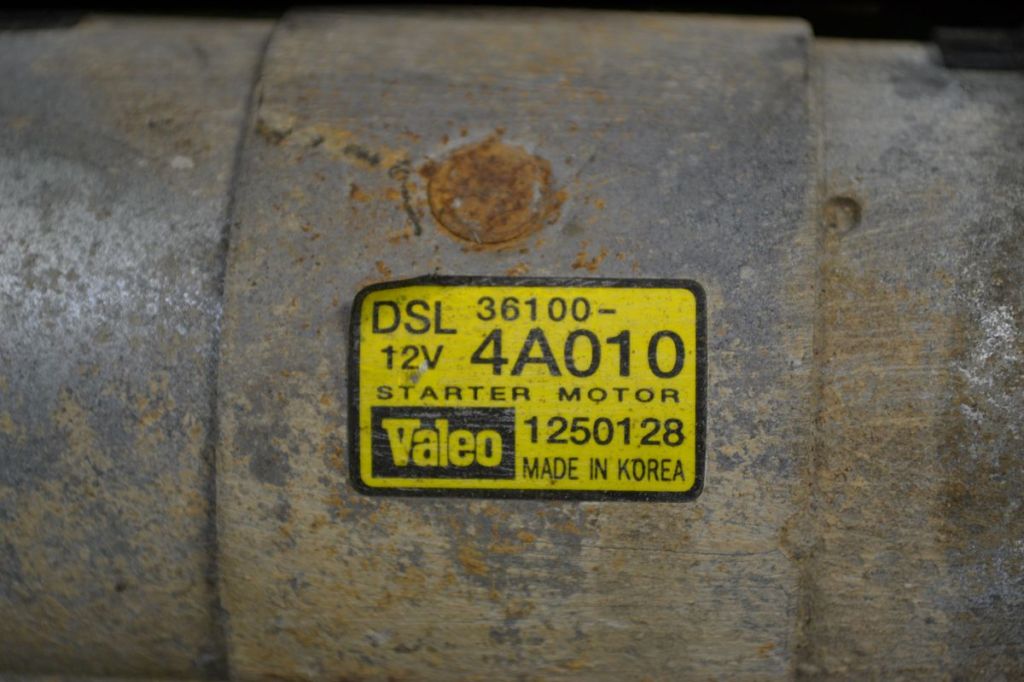 DSL 36100-
12V 4A010
STARTER MOTOR
Valeo 1250128
MADE IN KOREA